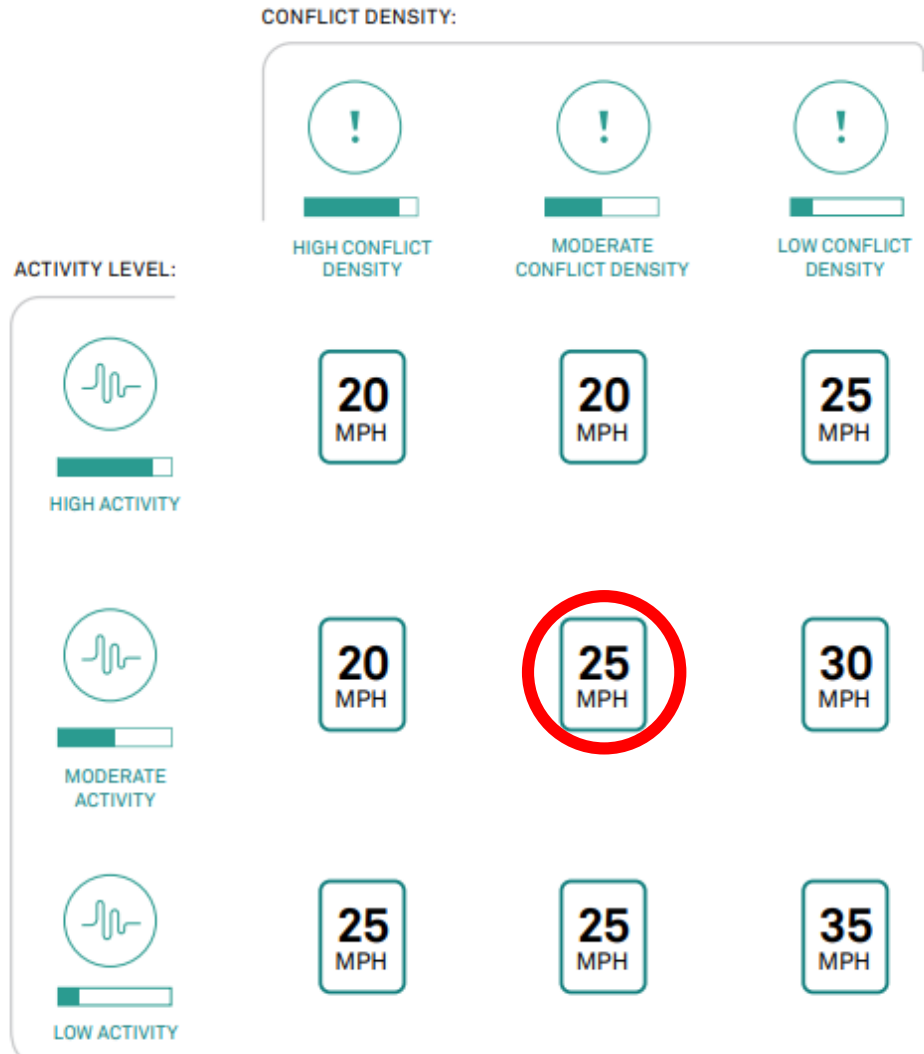 CONFLICT DENSITY:
!
!
!
HIGH CONFLICT
DENSITY
MODERATE
CONFLICT DENSITY
LOW CONFLICT
DENSITY
ACTIVITY LEVEL:
HIGH ACTIVITY
20
MPH
20
MPH
25
MPH
MODERATE
ACTIVITY
20
MPH
25
MPH
30
MPH
LOW ACTIVITY
25
MPH
25
MPH
35
MPH